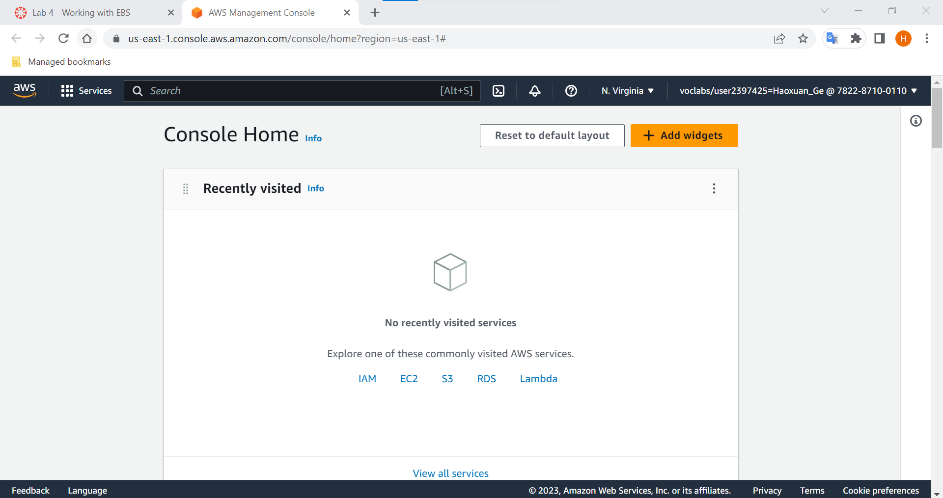 Lab 4 Working with EBS
AWS Management Console
us-east-1.console.aws.amazon.com/console/home?region=us-east-1#
H
Managed bookmarks
aws
Services
Search
[Alt+S]
N. Virginia
voclabs/user2397425=Haoxuan_Ge @ 7822-8710-0110
Console Home Info
Reset to default layout
Add widgets
Recently visited Info
No recently visited services
Explore one of these commonly visited AWS services.
IAM EC2 S3 RDS Lambda
View all services
Feedback Language © 2023, Amazon Web Services, Inc. or its affiliates. Privacy Terms Cookie preferences